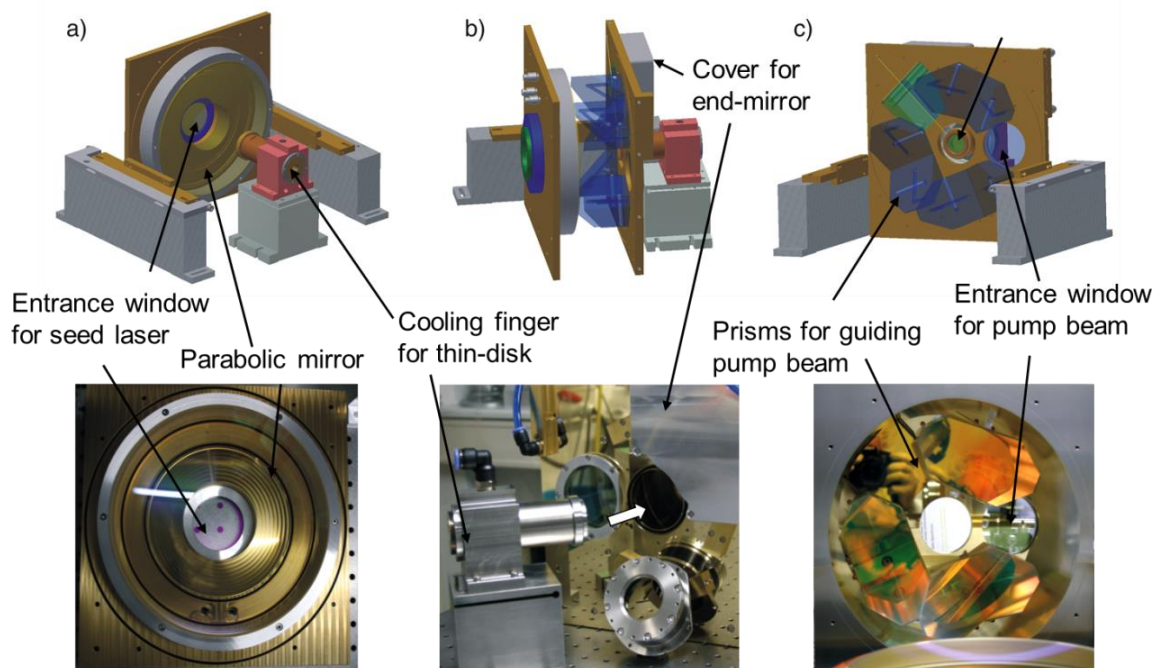 a)
b)
c)
Cover for
end-mirror
Entrance window
for seed laser
Parabolic mirror
Cooling finger
for thin-disk
Prisms for guiding
pump beam
Entrance window
for pump beam